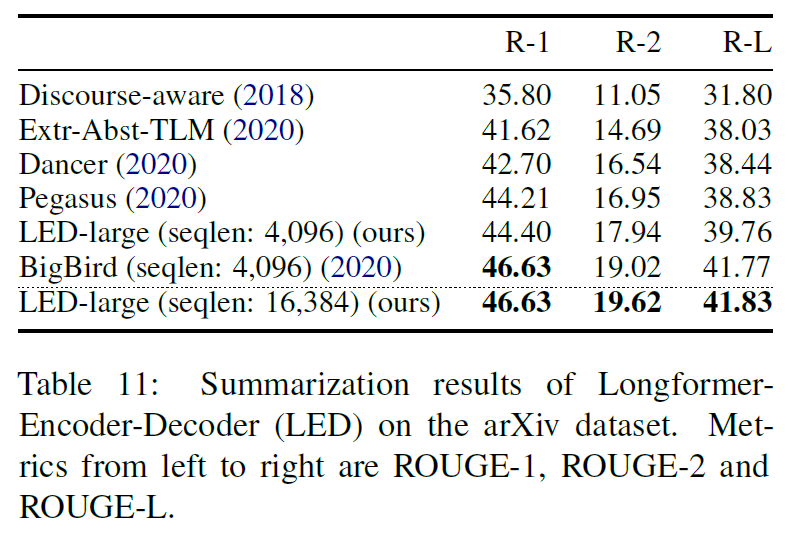 R-1 R-2 R-L
Discourse-aware (2018) 35.80 11.05 31.80
Extr-Abst-TLM (2020) 41.62 14.69 38.03
Dancer (2020) 42.70 16.54 38.44
Pegasus (2020) 44.21 16.95 38.83
LED-large (seqlen: 4,096) (ours) 44.40 17.94 39.76
BigBird (seqlen: 4,096) (2020) 46.63 19.02 41.77
LED-large (seqlen: 16,384) (ours) 46.63 19.62 41.83
Table 11: Summarization results of Longformer-
Encoder-Decoder (LED) on the arXiv dataset. Met-
rics from left to right are ROUGE-1, ROUGE-2 and
ROUGE-L.